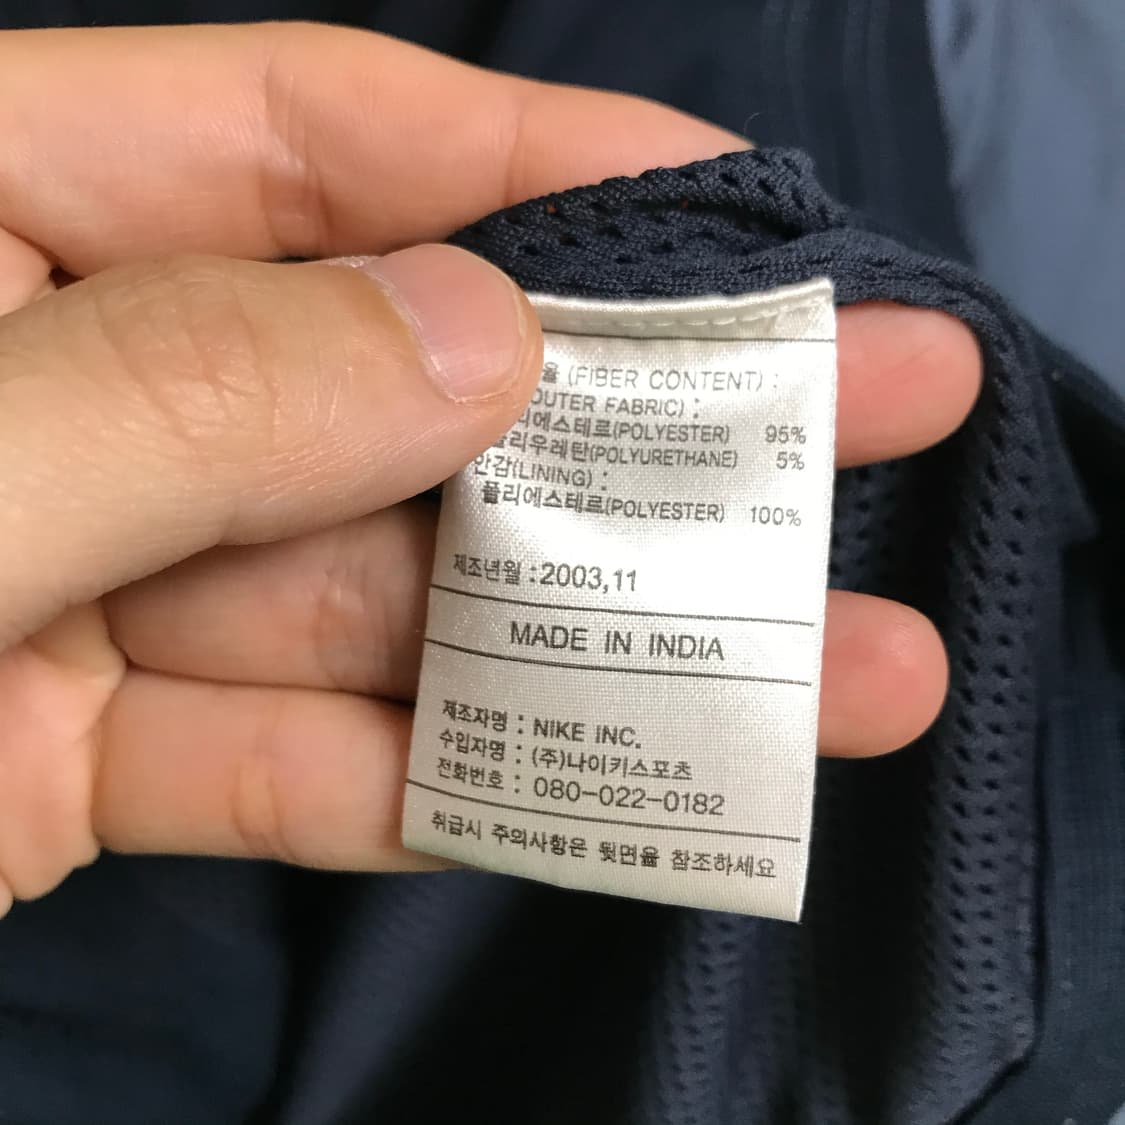 (FIBER CONTENT) :
OUTER FABRIC) :
폴리에스테르(POLYESTER) 95%
폴리우레탄(POLYURETHANE) 5%
안감(LINING) :
폴리에스테르(POLYESTER) 100%
제조년월 : 2003,11
MADE IN INDIA
제조자명 : NIKE INC.
수입자명 : (주)나이키스포츠
전화번호 : 080-022-0182
취급시 주의사항은 뒷면을 참조하세요